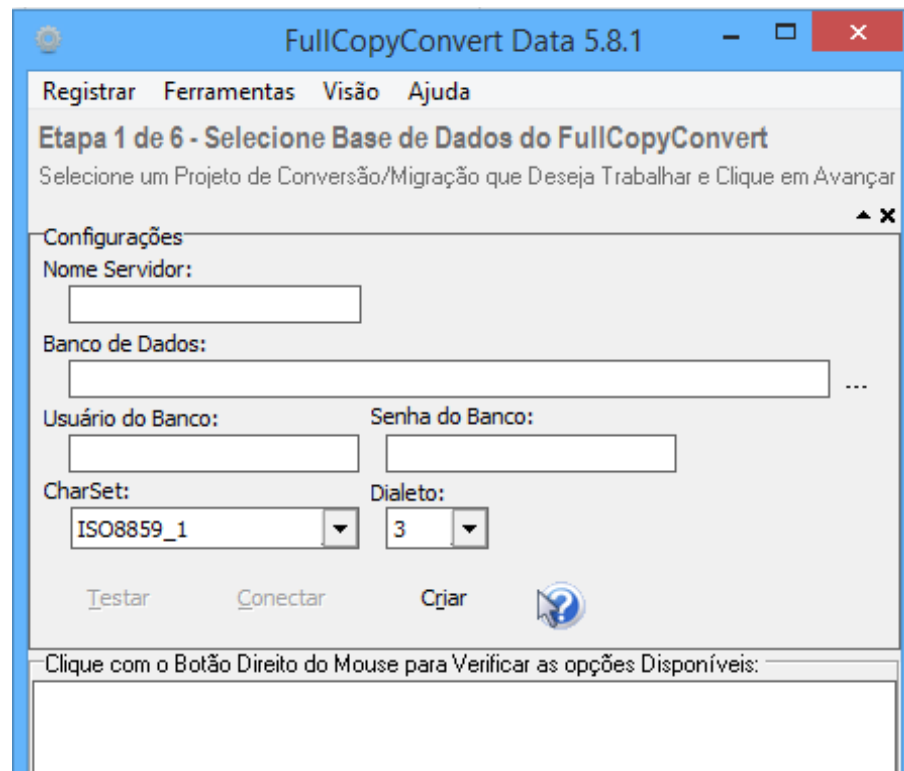 FullCopyConvert Data 5.8.1
Registrar Ferramentas Visão Ajuda
Etapa 1 de 6 - Selecione Base de Dados do FullCopyConvert
Selecione um Projeto de Conversão/Migração que Deseja Trabalhar e Clique em Avançar
Configurações
Nome Servidor:
Banco de Dados:
...
Usuário do Banco: Senha do Banco:
CharSet: Dialeto:
ISO8859_1 3
Testar Conectar Criar ?
Clique com o Botão Direito do Mouse para Verificar as opções Disponíveis: